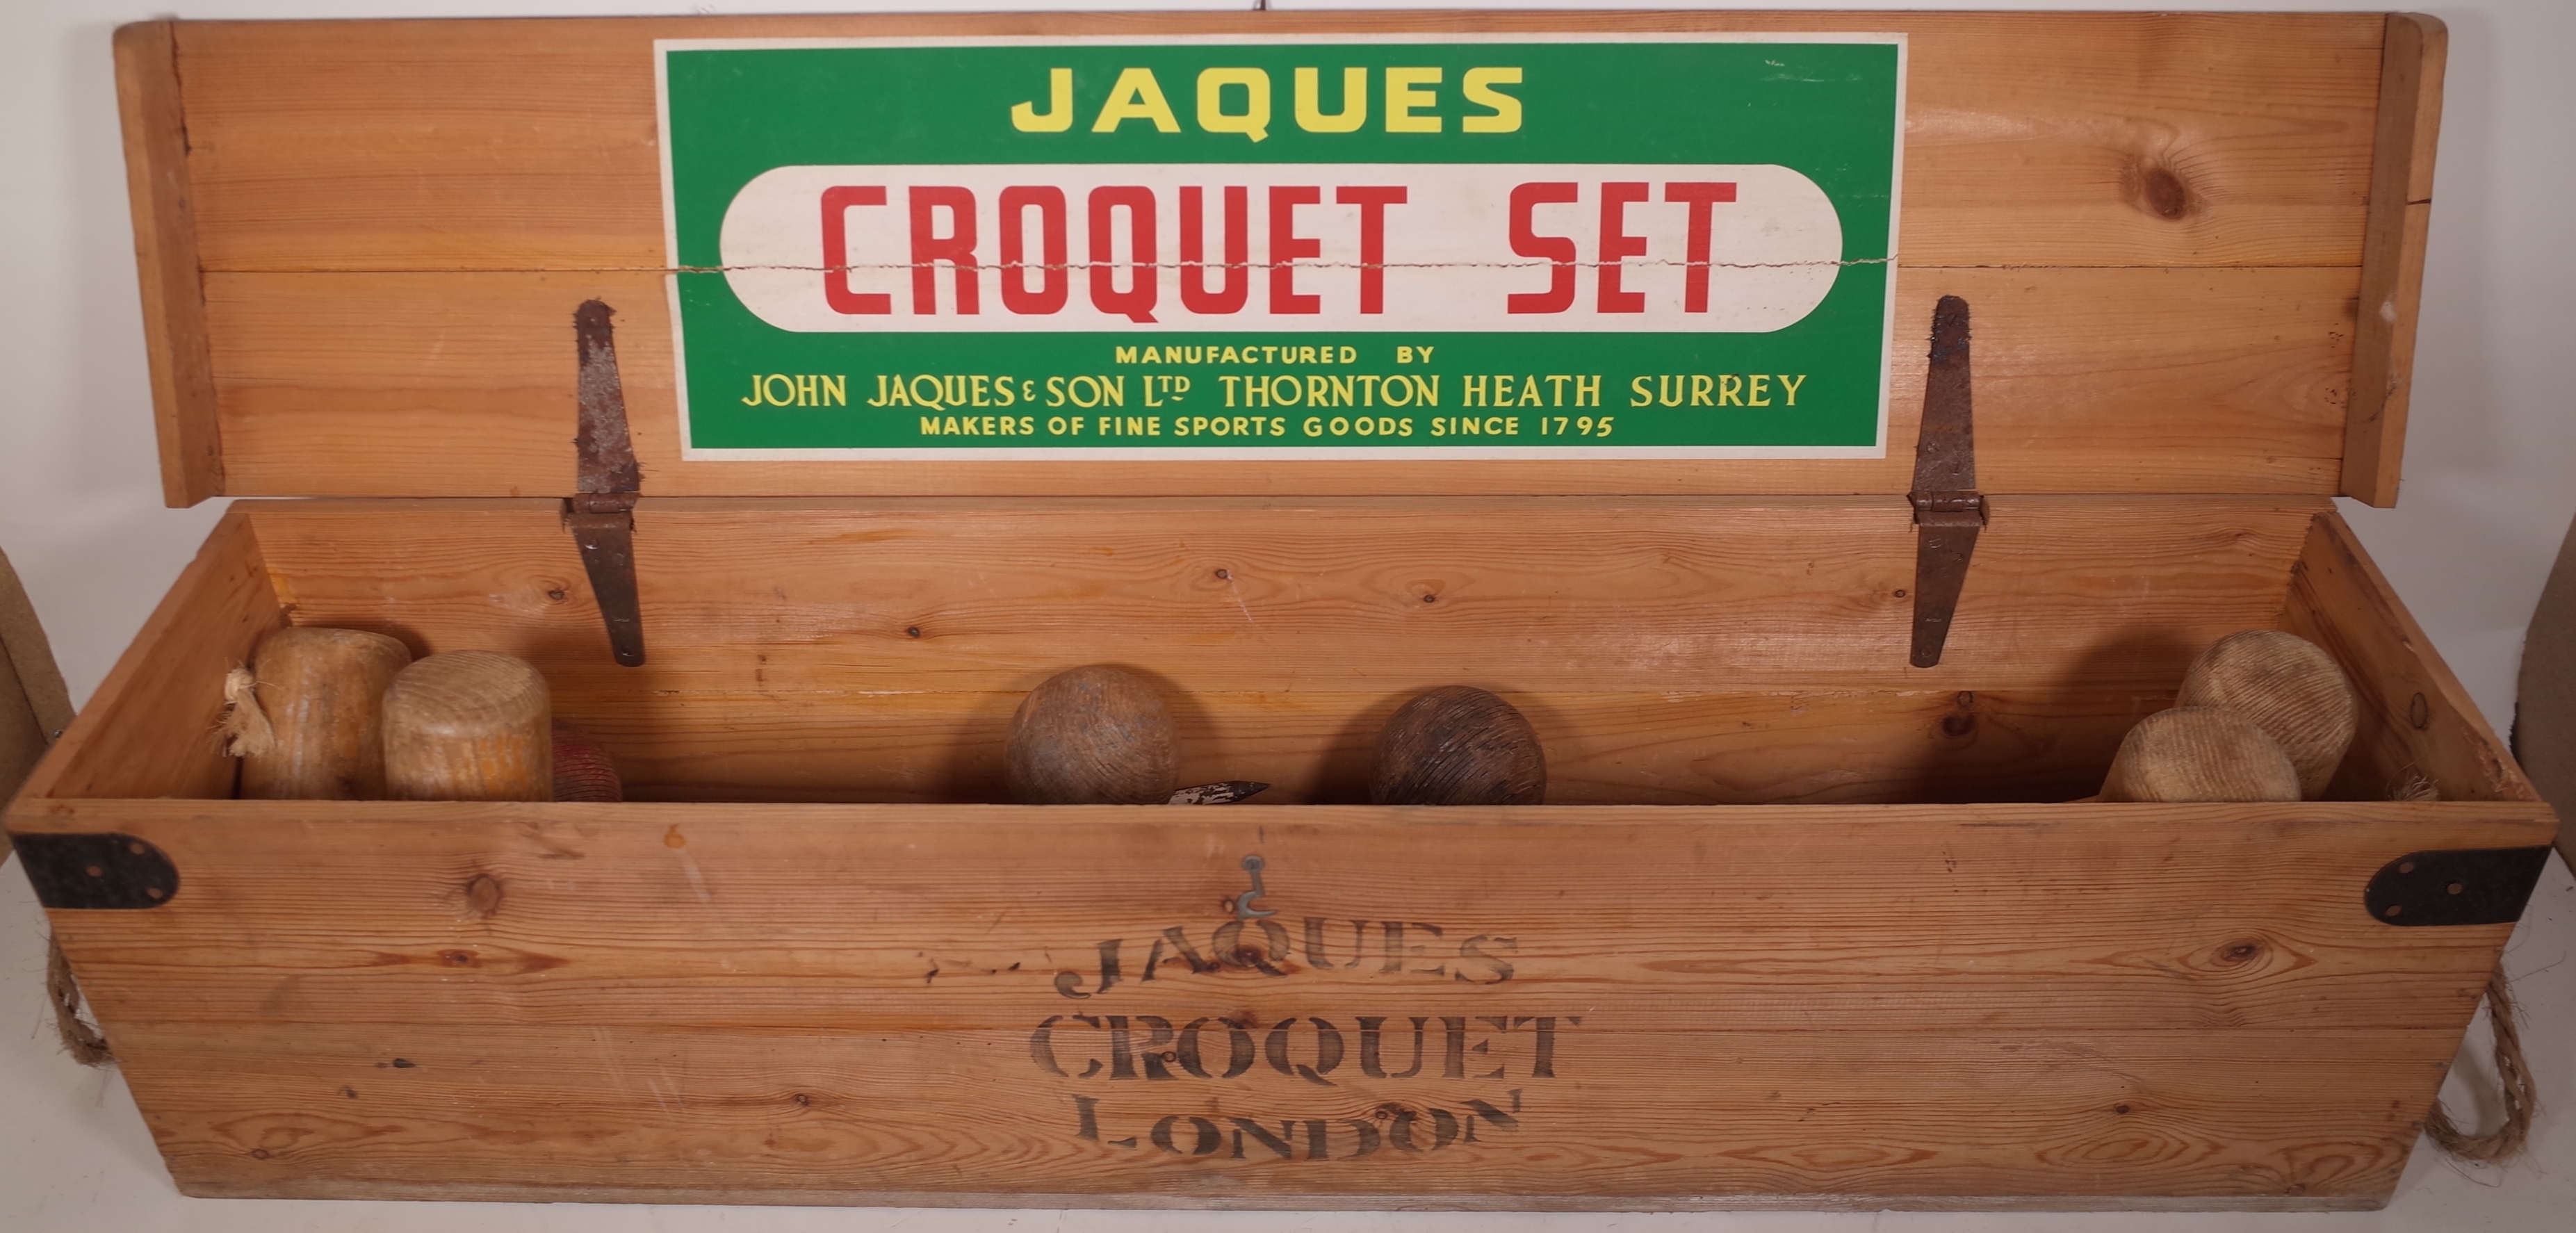 JAQUES
CROQUET SET
MANUFACTURED BY
JOHN JAQUES & SON LTD THORNTON HEATH SURREY
MAKERS OF FINE SPORTS GOODS SINCE 1795
JAQUES
CROQUET
LONDON